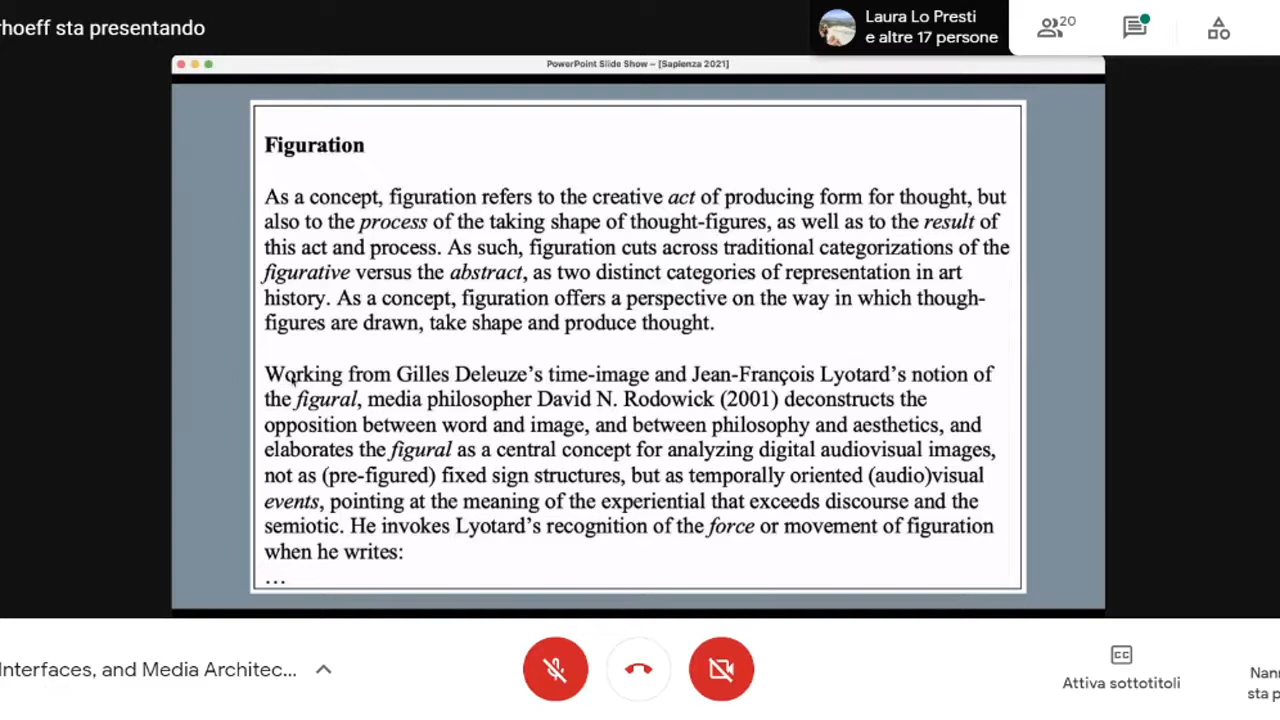 rhoeff sta presentando
Laura Lo Presti
e altre 17 persone
20
PowerPoint Slide Show – [Sapienza 2021]
Figuration
As a concept, figuration refers to the creative act of producing form for thought, but
also to the process of the taking shape of thought-figures, as well as to the result of
this act and process. As such, figuration cuts across traditional categorizations of the
figurative versus the abstract, as two distinct categories of representation in art
history. As a concept, figuration offers a perspective on the way in which though-
figures are drawn, take shape and produce thought.
Working from Gilles Deleuze’s time-image and Jean-François Lyotard’s notion of
the figural, media philosopher David N. Rodowick (2001) deconstructs the
opposition between word and image, and between philosophy and aesthetics, and
elaborates the figural as a central concept for analyzing digital audiovisual images,
not as (pre-figured) fixed sign structures, but as temporally oriented (audio)visual
events, pointing at the meaning of the experiential that exceeds discourse and the
semiotic. He invokes Lyotard’s recognition of the force or movement of figuration
when he writes:
…
Interfaces, and Media Architec...
CC
Attiva sottotitoli
Nann
sta p